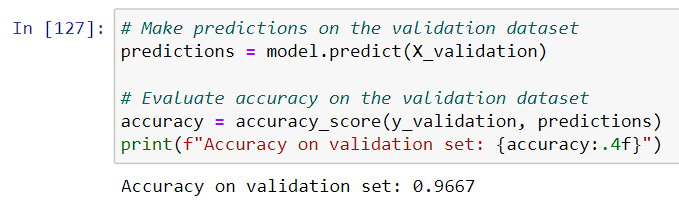 In [127]: # Make predictions on the validation dataset
predictions = model.predict(X_validation)
# Evaluate accuracy on the validation dataset
accuracy = accuracy_score(y_validation, predictions)
print(f"Accuracy on validation set: {accuracy:.4f}")
Accuracy on validation set: 0.9667